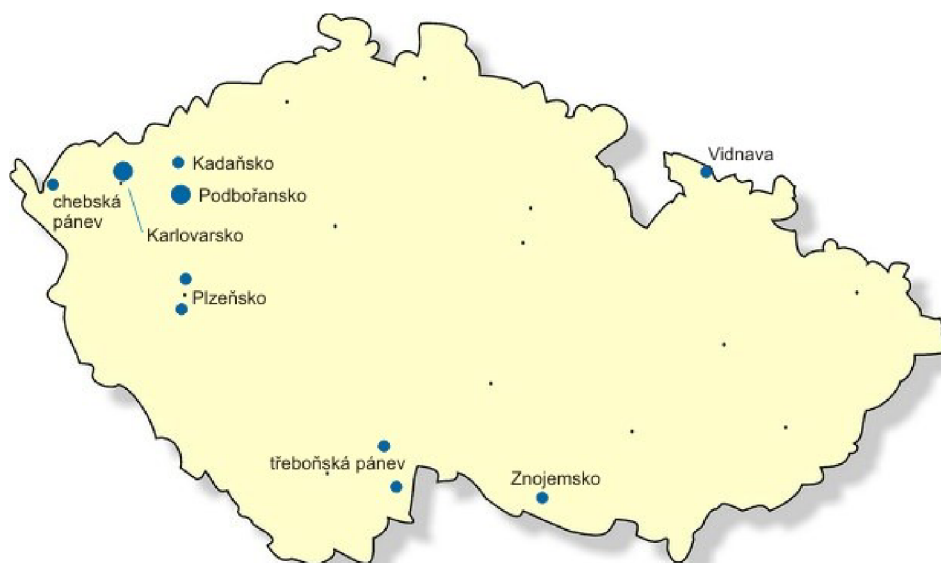 Vidnava
Kadaňsko
Podbořansko
chebská
pánev
Karlovarsko
Plzeňsko
třeboňská pánev
Znojemsko